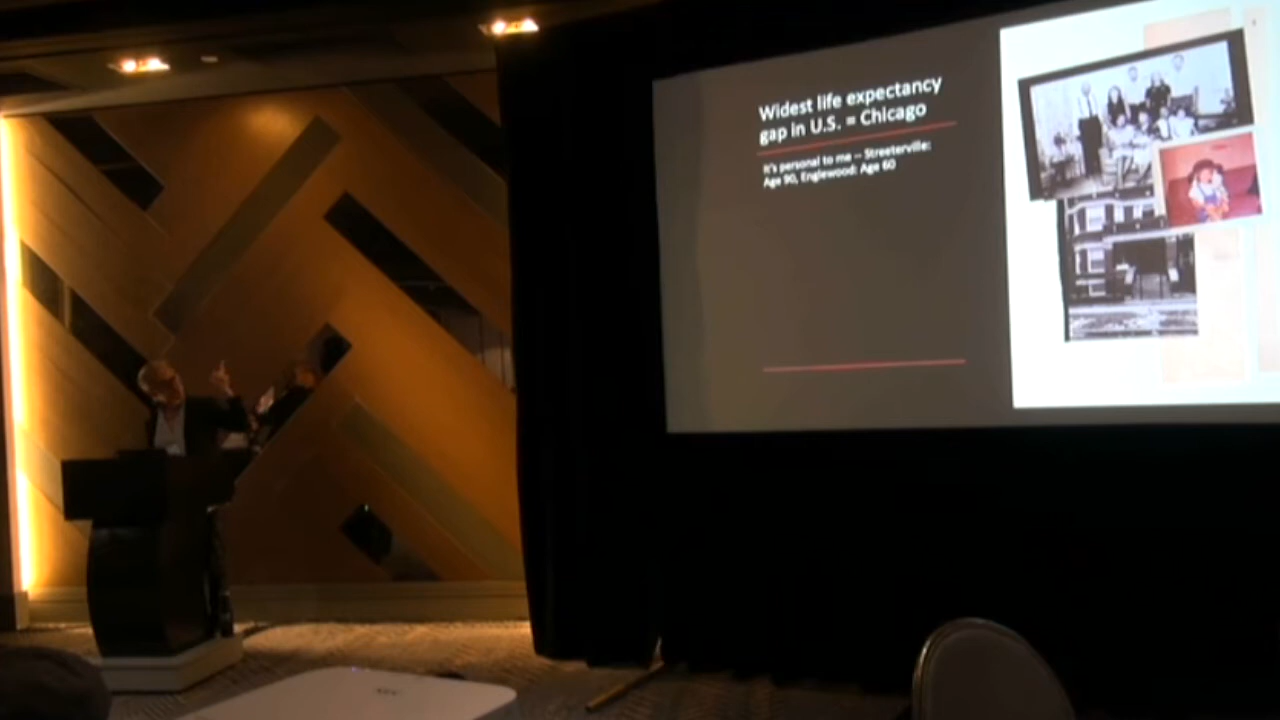 Widest life expectancy
gap in U.S. = Chicago
It's personal to me – Streeterville:
Age 90, Englewood: Age 60